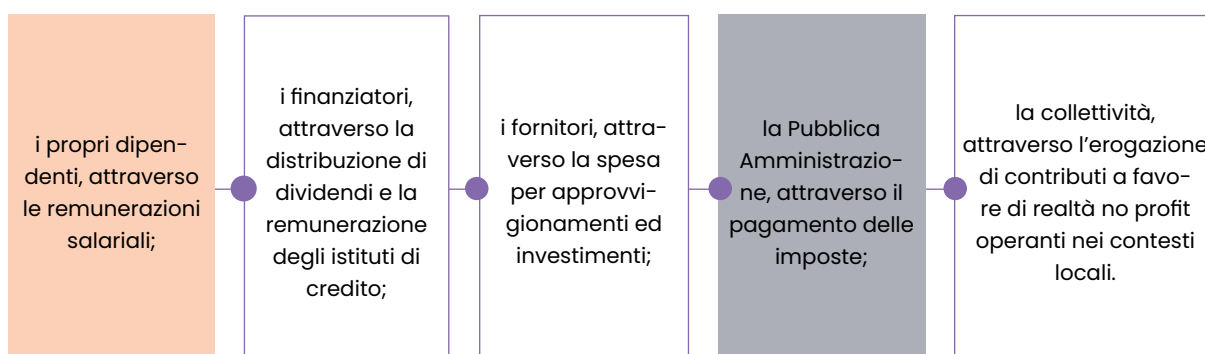 i propri dipen-
denti, attraverso
le remunerazioni
salariali;
i finanziatori,
attraverso la
distribuzione di
dividendi e la
remunerazione
degli istituti di
credito;
i fornitori, attra-
verso la spesa
per approvvi-
gionamenti ed
investimenti;
la Pubblica
Amministrazio-
ne, attraverso il
pagamento delle
imposte;
la collettività,
attraverso l'erogazione
di contributi a favo-
re di realtà no profit
operanti nei contesti
locali.